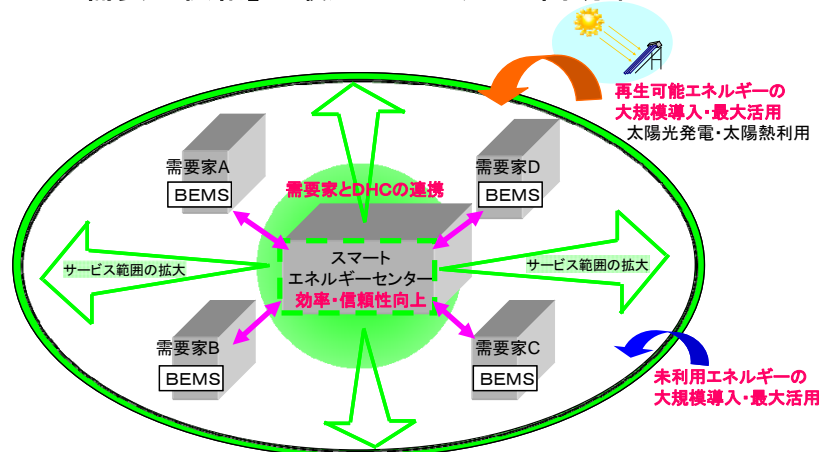 再生可能エネルギーの
大規模導入・最大活用
太陽光発電・太陽熱利用
需要家A
BEMS
需要家D
BEMS
需要家とDHCの連携
サービス範囲の拡大
スマート
エネルギーセンター
効率・信頼性向上
サービス範囲の拡大
需要家B
BEMS
需要家C
BEMS
未利用エネルギーの
大規模導入・最大活用